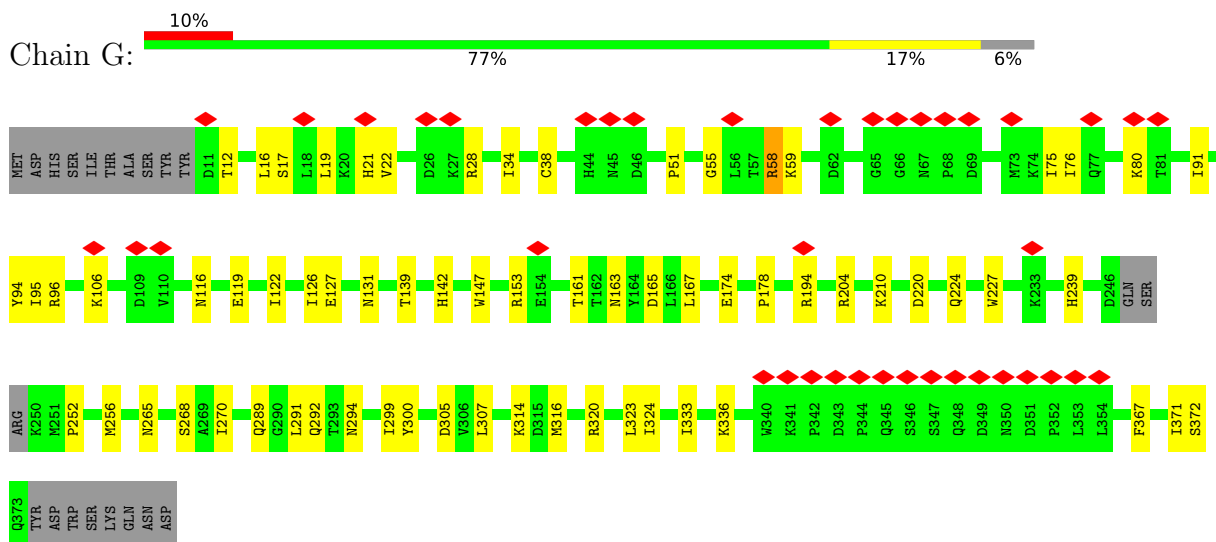 10%
Chain G:
77% 17% 6%
MET ASP HIS SER ILE THR ALA SER TYR TYR D11 T12 L16 S17 L18 L19 K20 H21 V22 D26 K27 R28 I34 C38 H44 N45 D46 P51 G55 L56 T57 R58 K59 D62 G65 G66 N67 P68 D69 M73 K74 I75 I76 Q77 K80 T81 I91
Y94 I95 R96 K106 D109 V110 N116 E119 I122 I126 E127 N131 T139 H142 W147 R153 E154 T161 T162 N163 Y164 D165 L166 L167 E174 P178 R194 R204 K210 D220 Q224 W227 K233 H239 D246 GLN SER
ARG K250 M251 P252 M256 N265 S268 A269 I270 Q289 G290 L291 Q292 T293 N294 I299 Y300 D305 V306 L307 K314 D315 M316 R320 L323 I324 I333 K336 W340 K341 P342 D343 P344 Q345 S346 S347 Q348 D349 N350 D351 P352 L353 L354 F367 I371 S372
Q373 TYR ASP TRP SER LYS GLN ASN ASP